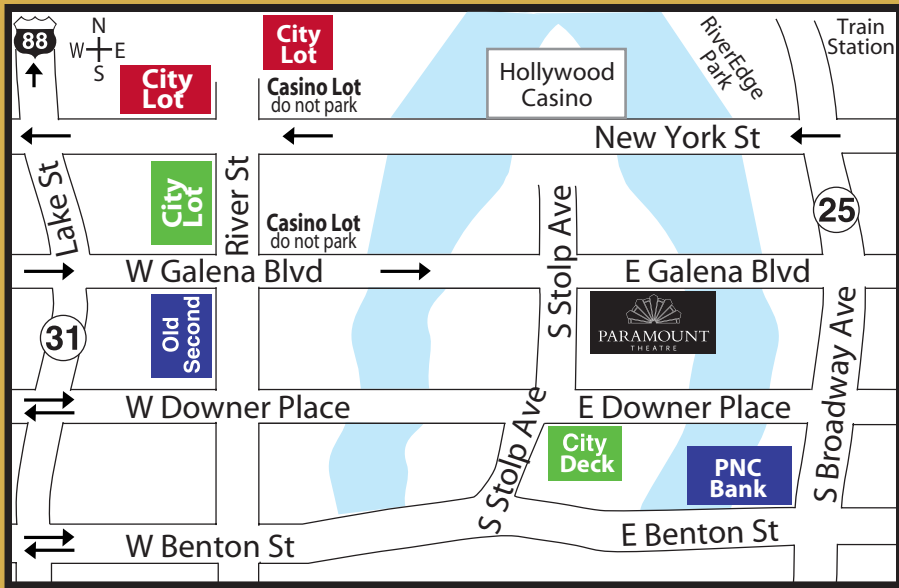 88
N
W E
S
City
Lot
City
Lot
Casino Lot
do not park
Hollywood
Casino
RiverEdge
Park
Train
Station
New York St
Lake St
City
Lot
River St
Casino Lot
do not park
S Stolp Ave
25
W Galena Blvd
E Galena Blvd
31
Old
Second
PARAMOUNT
THEATRE
S Broadway Ave
W Downer Place
S Stolp Ave
E Downer Place
City
Deck
PNC
Bank
W Benton St
E Benton St